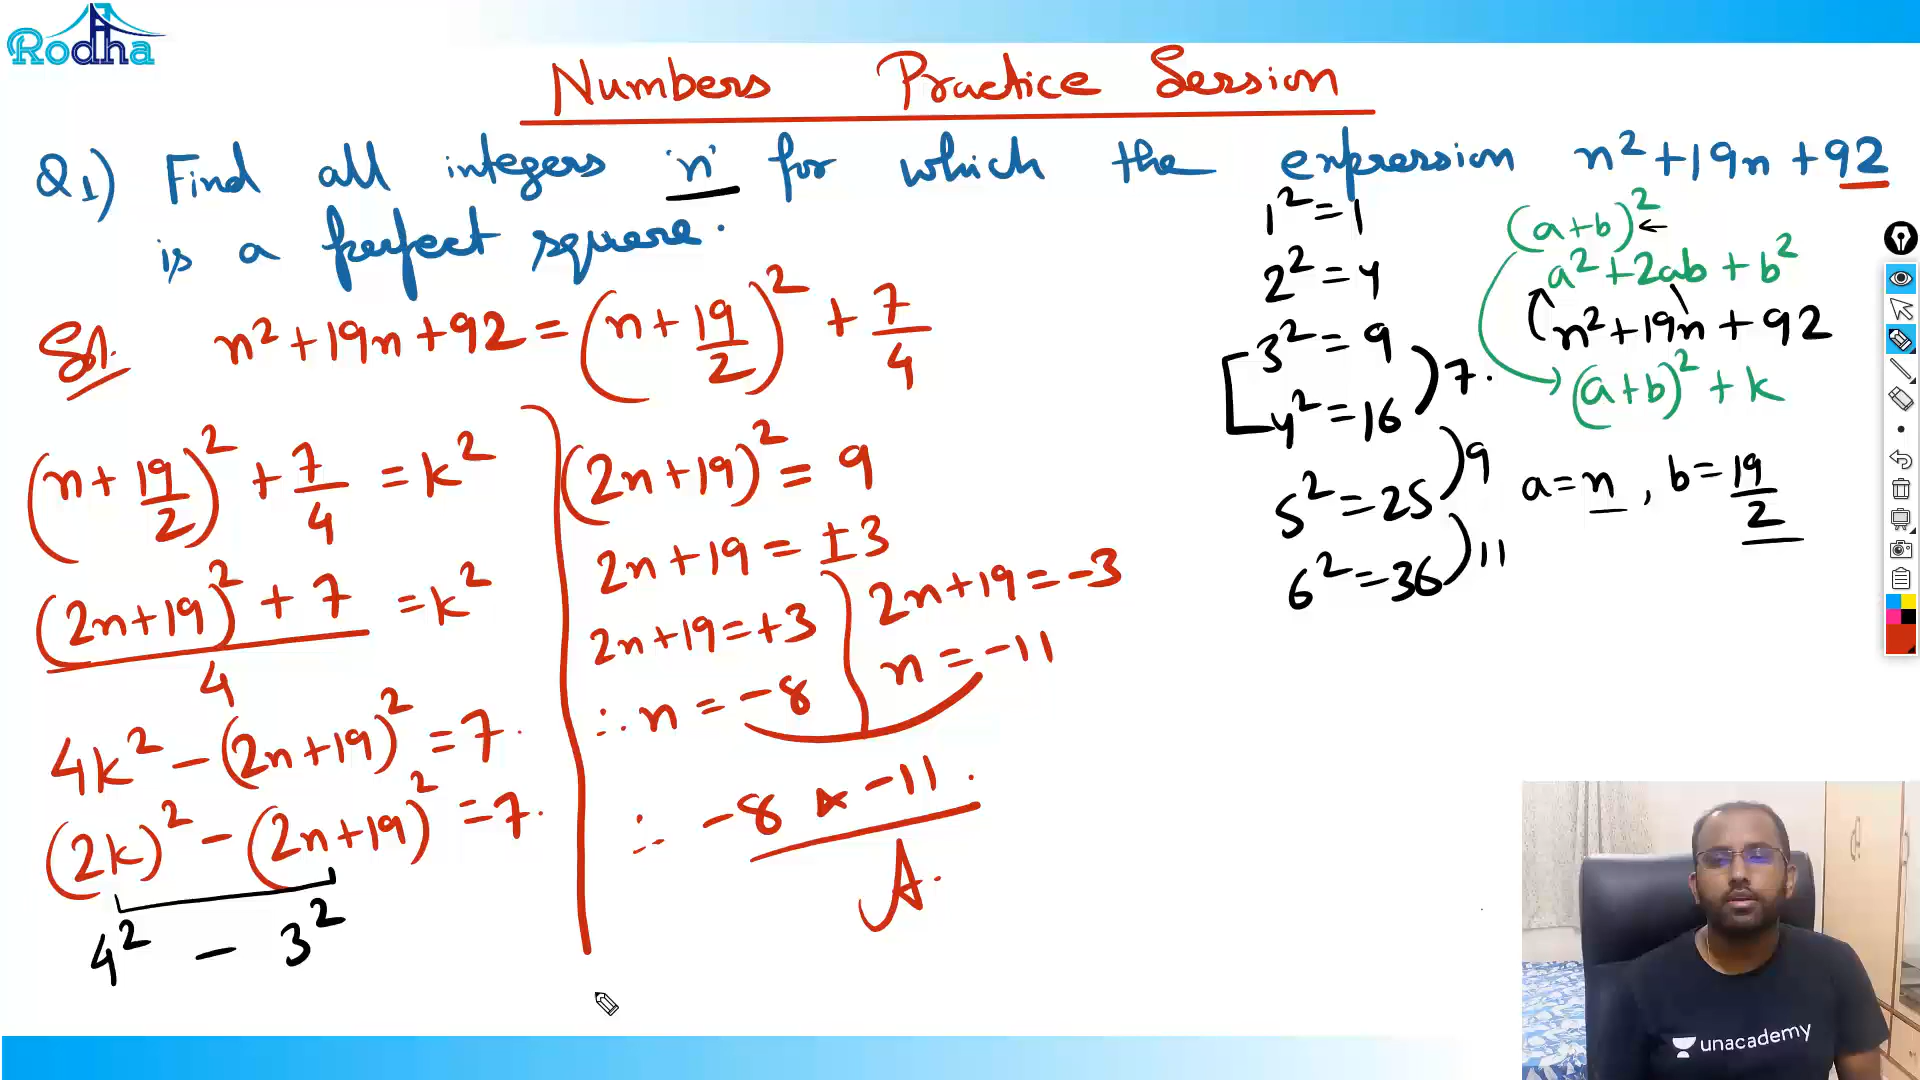 Rodha
Numbers Practice Session
Q1) Find all integers 'n' for which the expression n²+19n+92
is a perfect square.
Sol. n²+19n+92 = (n+19/2)² + 7/4
(n+19/2)² + 7/4 = k²
((2n+19)²+7)/4 = k²
4k² − (2n+19)² = 7.
(2k)² − (2n+19)² = 7.
4² − 3²
(2n+19)² = 9
2n+19 = ±3
2n+19=+3
∴ n = −8
2n+19=−3
n = −11
∴ −8 & −11.
A.
1²=1
2²=4
3²=9
4²=16
7.
5²=25
9
6²=36
11
(a+b)² ←
a²+2ab+b²
n²+19n+92
(a+b)²+k
a=n, b=19/2
unacademy